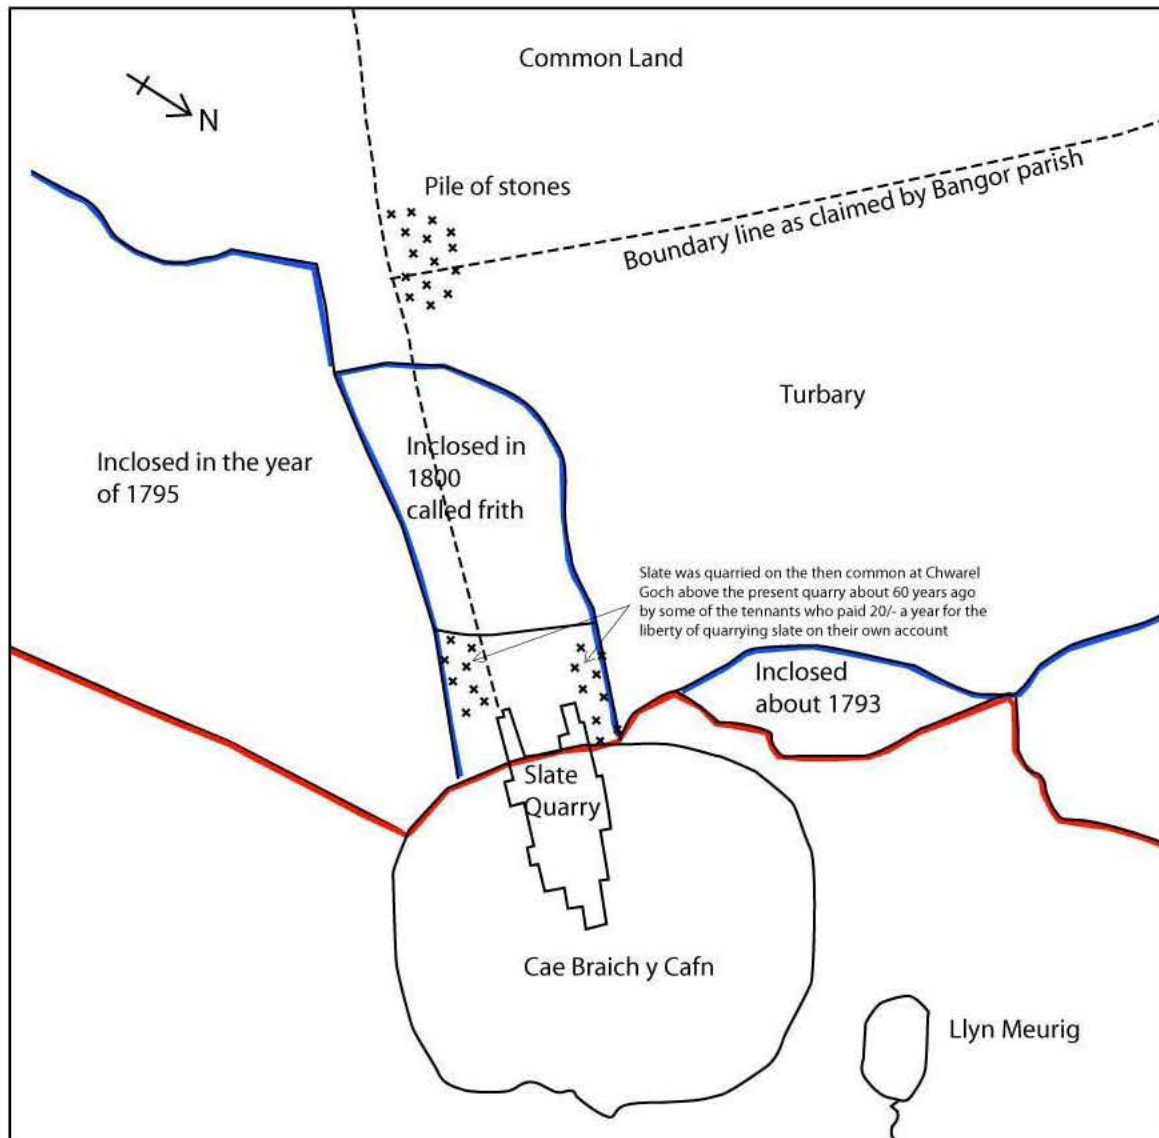 Common Land
N
Pile of stones
Boundary line as claimed by Bangor parish
Turbary
Inclosed in the year
of 1795
Inclosed in
1800
called frith
Slate was quarried on the then common at Chwarel
Goch above the present quarry about 60 years ago
by some of the tennants who paid 20/- a year for the
liberty of quarrying slate on their own account
Inclosed
about 1793
Slate
Quarry
Cae Braich y Cafn
Llyn Meurig